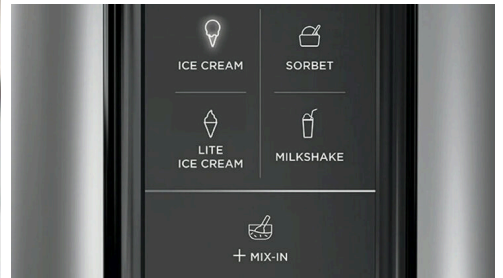 ICE CREAM
SORBET
LITE
ICE CREAM
MILKSHAKE
+ MIX-IN